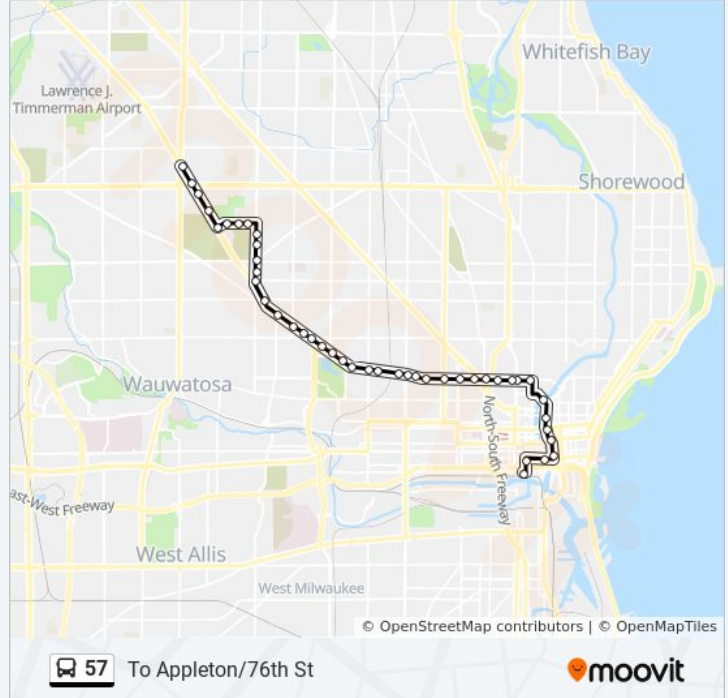 Whitefish Bay
Lawrence J.
Timmerman Airport
Shorewood
Wauwatosa
North-South Freeway
ast-West Freeway
West Allis
West Milwaukee
© OpenStreetMap contributors | © OpenMapTiles
57 To Appleton/76th St
moovit